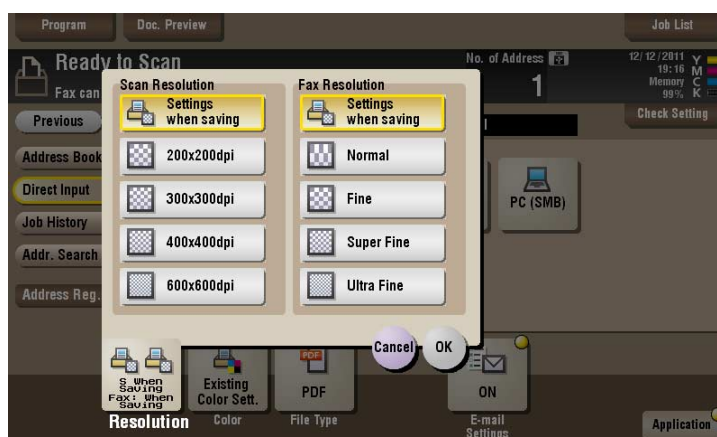 Program
Doc. Preview
Job List
Ready to Scan
Fax can
No. of Address
1
12/12/2011
19:16
Memory
99%
Y
M
C
K
Check Setting
Previous
Address Book
Direct Input
Job History
Addr. Search
Address Reg.
Scan Resolution
Settings
when saving
200x200dpi
300x300dpi
400x400dpi
600x600dpi
Fax Resolution
Settings
when saving
Normal
Fine
Super Fine
Ultra Fine
PC (SMB)
Cancel
OK
S When
Saving
Fax: When
Saving
Resolution
Existing
Color Sett.
Color
PDF
PDF
File Type
ON
E-mail
Settings
Application